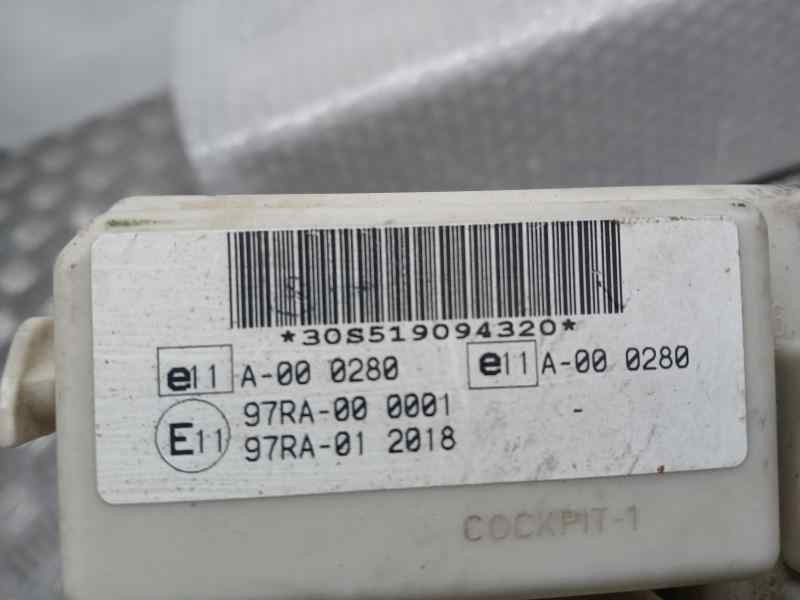 *30S519094320*
e11 A-00 0280 e11 A-00 0280
97RA-00 0001 -
E11
97RA-01 2018
COCKPIT-1